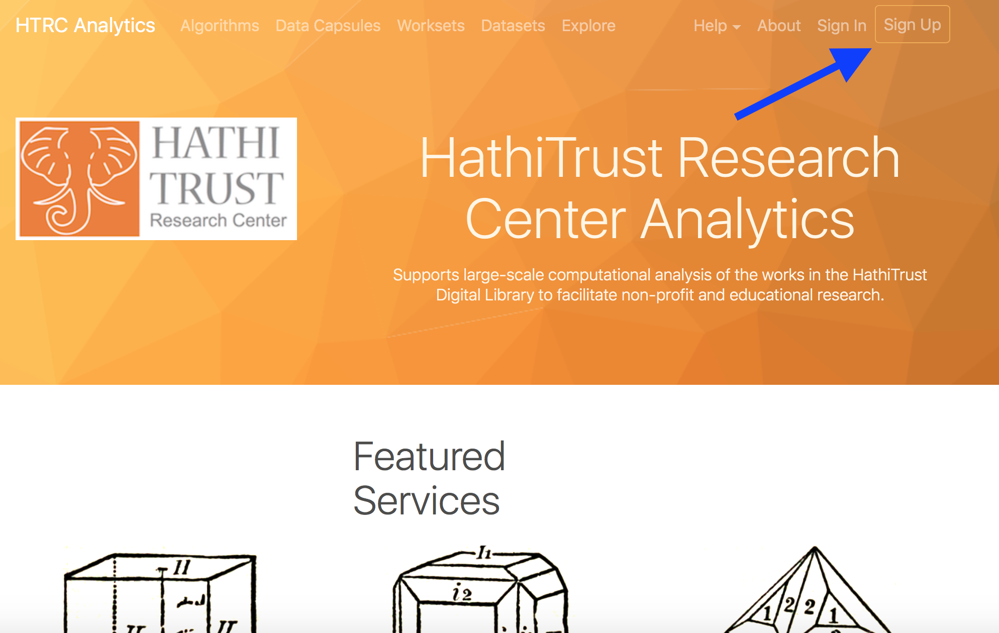 HTRC Analytics Algorithms Data Capsules Worksets Datasets Explore Help About Sign In Sign Up
HATHI
TRUST
Research Center
HathiTrust Research
Center Analytics
Supports large-scale computational analysis of the works in the HathiTrust
Digital Library to facilitate non-profit and educational research.
Featured
Services
H
I1
i2
1 2 2 1